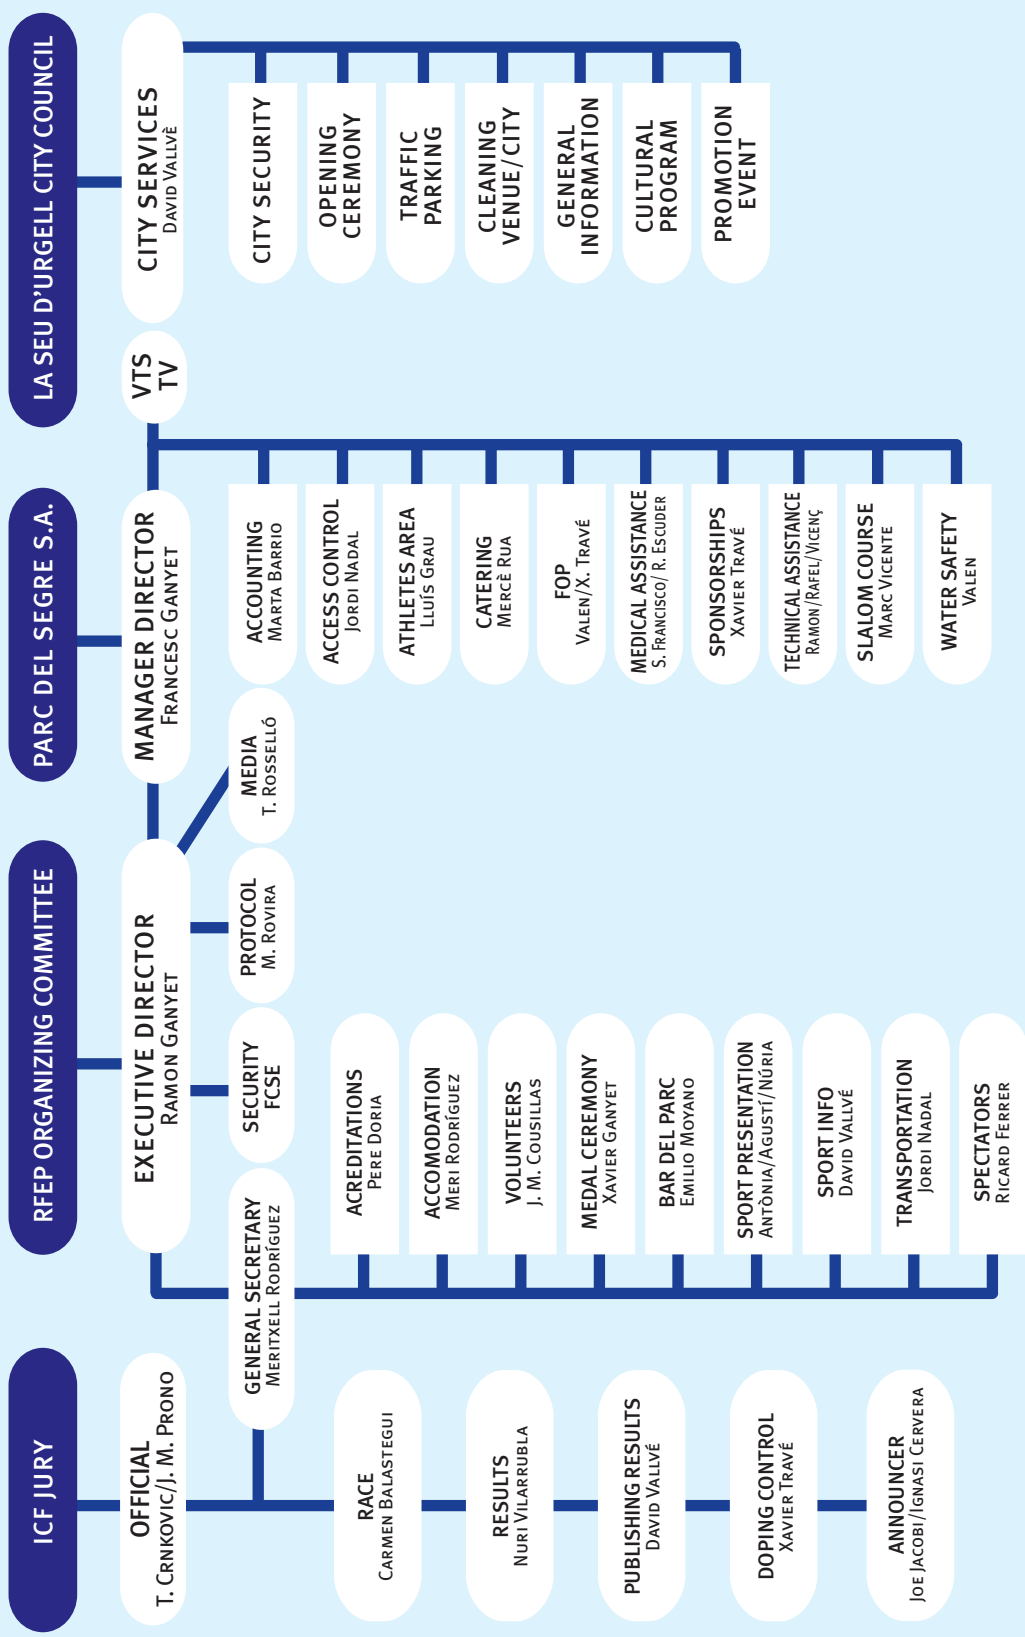 ICF JURY
OFFICIAL
T. CRNKOVIC/J. M. PRONO
GENERAL SECRETARY
MERITXELL RODRÍGUEZ
RACE
CARMEN BALASTEGUI
RESULTS
NURI VILARRUBLA
PUBLISHING RESULTS
DAVID VALLVÉ
DOPING CONTROL
XAVIER TRAVÉ
ANNOUNCER
JOE JACOBI/IGNASI CERVERA
RFEP ORGANIZING COMMITTEE
EXECUTIVE DIRECTOR
RAMON GANYET
SECURITY
FCSE
PROTOCOL
M. ROVIRA
MEDIA
T. ROSSELLÓ
ACREDITATIONS
PERE DORIA
ACCOMODATION
MERI RODRÍGUEZ
VOLUNTEERS
J. M. COUSILLAS
MEDAL CEREMONY
XAVIER GANYET
BAR DEL PARC
EMILIO MOYANO
SPORT PRESENTATION
ANTÒNIA/AGUSTÍ/NÚRIA
SPORT INFO
DAVID VALLVÉ
TRANSPORTATION
JORDI NADAL
SPECTATORS
RICARD FERRER
PARC DEL SEGRE S.A.
MANAGER DIRECTOR
FRANCESC GANYET
ACCOUNTING
MARTA BARRIO
ACCESS CONTROL
JORDI NADAL
ATHLETES AREA
LLUÍS GRAU
CATERING
MERCÈ RUA
FOP
VALEN/X. TRAVÉ
MEDICAL ASSISTANCE
S. FRANCISCO/ R. ESCUDER
SPONSORSHIPS
XAVIER TRAVÉ
TECHNICAL ASSISTANCE
RAMON/RAFEL/VICENÇ
SLALOM COURSE
MARC VICENTE
WATER SAFETY
VALEN
LA SEU D'URGELL CITY COUNCIL
VTS
TV
CITY SERVICES
DAVID VALLVÈ
CITY SECURITY
OPENING
CEREMONY
TRAFFIC
PARKING
CLEANING
VENUE/CITY
GENERAL
INFORMATION
CULTURAL
PROGRAM
PROMOTION
EVENT